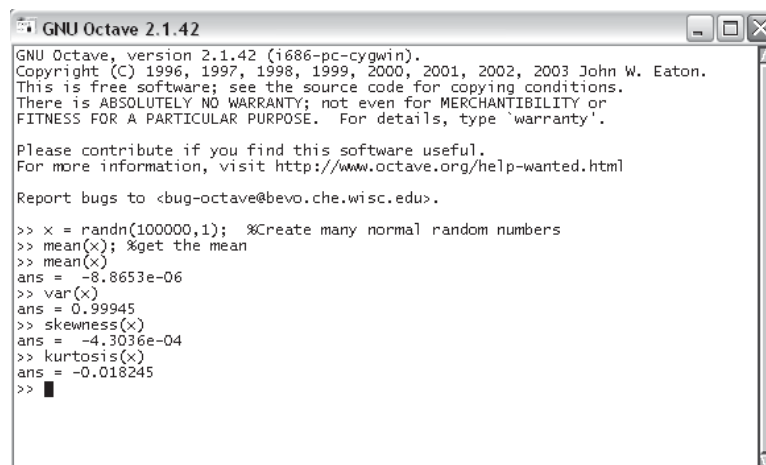 GNU Octave 2.1.42
GNU Octave, version 2.1.42 (i686-pc-cygwin).
Copyright (C) 1996, 1997, 1998, 1999, 2000, 2001, 2002, 2003 John W. Eaton.
This is free software; see the source code for copying conditions.
There is ABSOLUTELY NO WARRANTY; not even for MERCHANTIBILITY or
FITNESS FOR A PARTICULAR PURPOSE.  For details, type `warranty'.
Please contribute if you find this software useful.
For more information, visit http://www.octave.org/help-wanted.html
Report bugs to <bug-octave@bevo.che.wisc.edu>.
>> x = randn(100000,1);  %Create many normal random numbers
>> mean(x); %get the mean
>> mean(x)
ans =  -8.8653e-06
>> var(x)
ans = 0.99945
>> skewness(x)
ans =  -4.3036e-04
>> kurtosis(x)
ans = -0.018245
>>